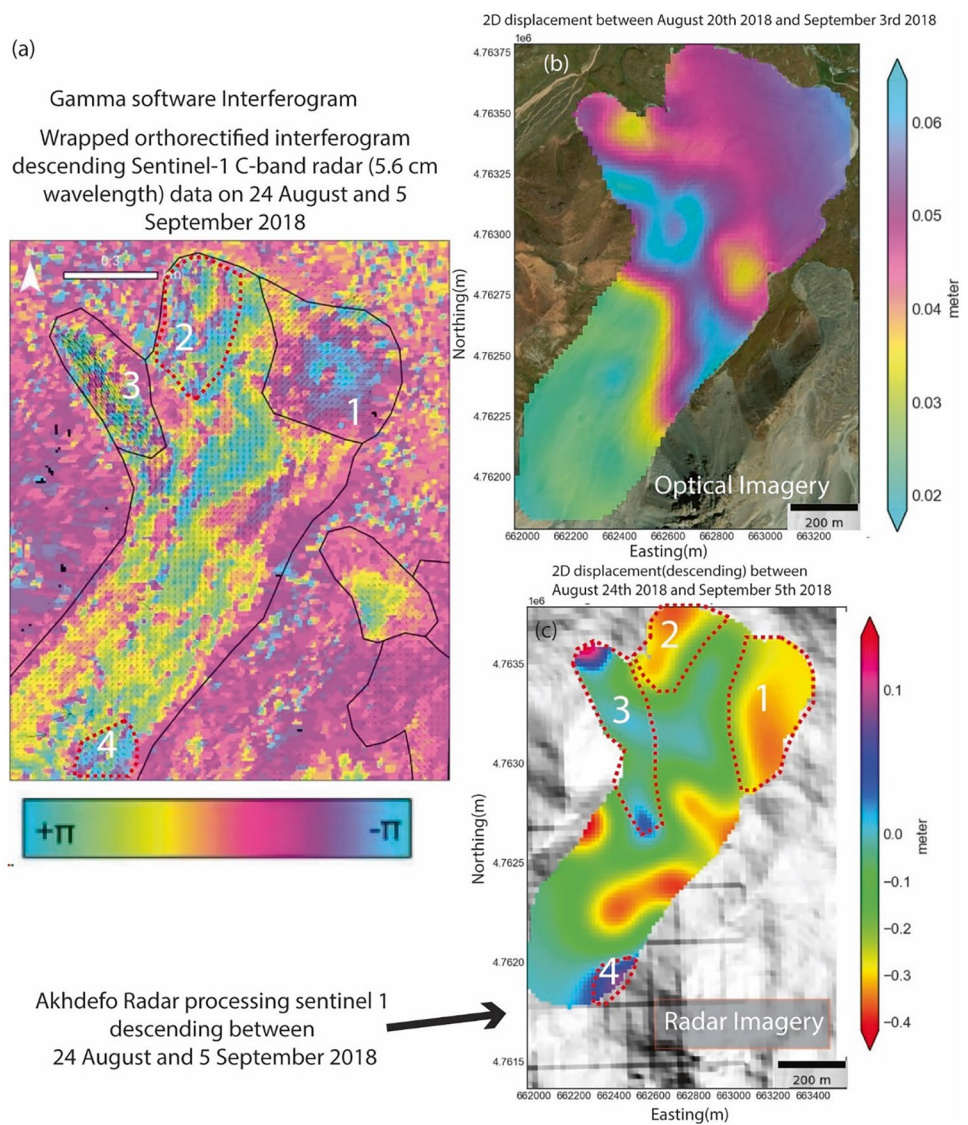 (a)
Gamma software Interferogram
Wrapped orthorectified interferogram
descending Sentinel-1 C-band radar (5.6 cm
wavelength) data on 24 August and 5
September 2018
0.3
2
3
1
4
+π
-π
Akhdefo Radar processing sentinel 1
descending between
24 August and 5 September 2018
2D displacement between August 20th 2018 and September 3rd 2018
1e6
(b)
4.76375
4.76350
4.76325
4.76300
4.76275
4.76250
4.76225
4.76200
Northing(m)
Optical Imagery
200 m
662000 662200 662400 662600 662800 663000 663200
Easting(m)
0.06
0.05
0.04
0.03
0.02
meter
2D displacement(descending) between
August 24th 2018 and September 5th 2018
1e6
(c)
2
1
3
4
4.7635
4.7630
4.7625
4.7620
4.7615
Northing(m)
Radar Imagery
200 m
662000 662200 662400 662600 662800 663000 663200 663400
Easting(m)
0.1
0.0
−0.1
−0.2
−0.3
−0.4
meter